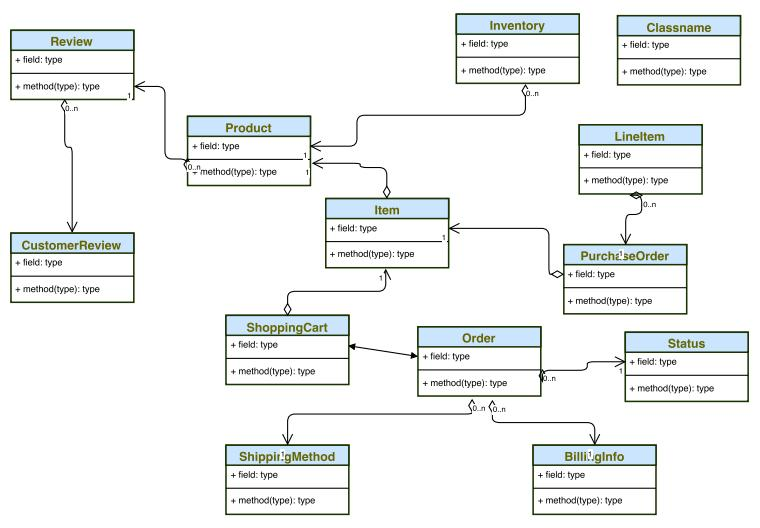 Inventory
+ field: type
+ method(type): type
0..n
Classname
+ field: type
+ method(type): type
Review
+ field: type
+ method(type): type
1
0..n
Product
+ field: type
1
0..n
+ method(type): type
1
LineItem
+ field: type
+ method(type): type
0..n
Item
+ field: type
1
+ method(type): type
1
CustomerReview
+ field: type
+ method(type): type
PurchaseOrder
1
+ field: type
+ method(type): type
ShoppingCart
+ field: type
+ method(type): type
Order
+ field: type
+ method(type): type
0..n
0..n
0..n
Status
+ field: type
1
+ method(type): type
ShippingMethod
1
+ field: type
+ method(type): type
BillingInfo
1
+ field: type
+ method(type): type